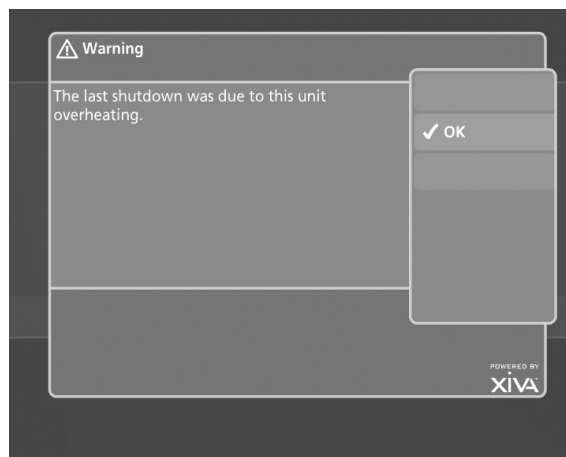 Warning
The last shutdown was due to this unit
overheating.
OK
POWERED BY
XiVA